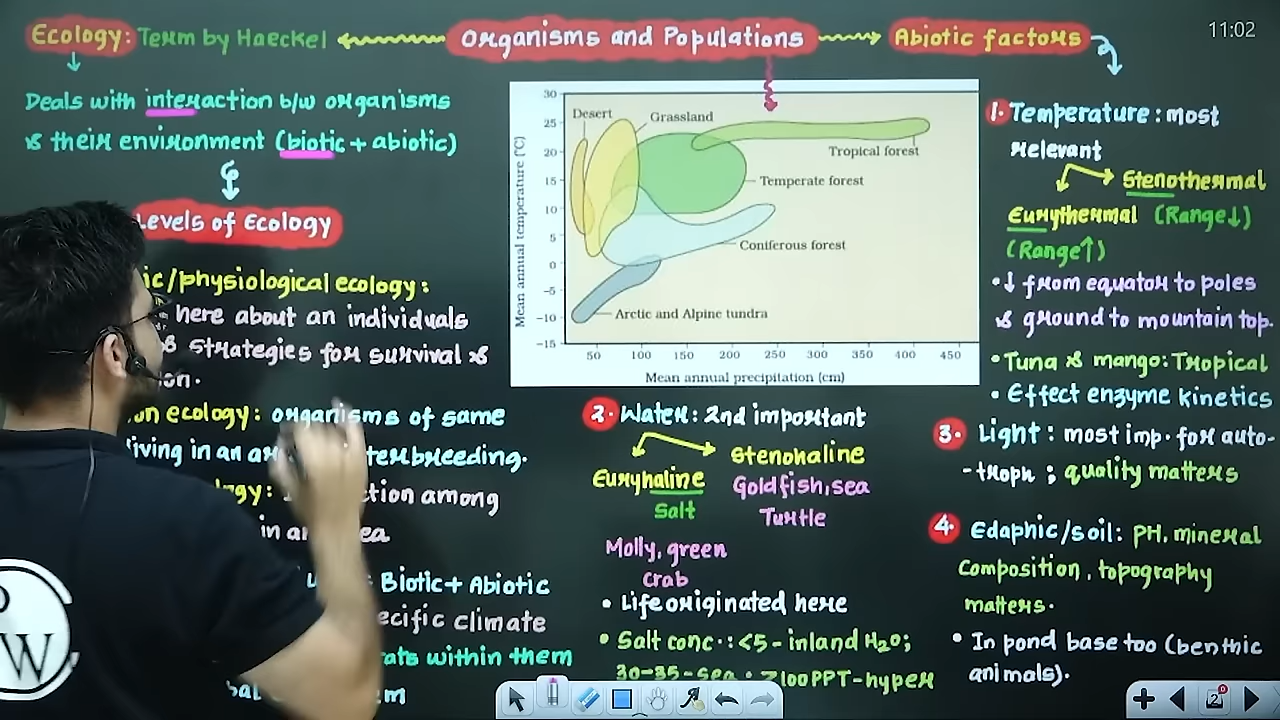 11:02
Ecology: Term by Haeckel
Organisms and Populations
Abiotic factors
Deals with interaction b/w organisms
& their environment (biotic + abiotic)
Levels of Ecology
ic/physiological ecology:
here about an individuals
& strategies for survival &
ion.
on ecology: organisms of same
living in an interbreeding.
logy: ction among
in an ea
Biotic + Abiotic
ecific climate
ats within them
bal em
PW
30
25
20
15
10
5
0
-5
-10
-15
Mean annual temperature (°C)
Desert
Grassland
Tropical forest
Temperate forest
Coniferous forest
Arctic and Alpine tundra
50 100 150 200 250 300 350 400 450
Mean annual precipitation (cm)
2. Water: 2nd important
Euryhaline
Salt
Stenohaline
Goldfish, sea
Turtle
Molly, green
crab
• Life originated here
• Salt conc.: <5 - inland H₂O;
30-35-sea; >100 PPT-hyper
1. Temperature: most
relevant
Stenothermal
Eurythermal (Range↓)
(Range↑)
• ↓ from equator to poles
& ground to mountain top.
• Tuna & mango: Tropical
• Effect enzyme kinetics
3. Light: most imp. for auto-
-troph; quality matters
4. Edaphic/soil: PH, mineral
Composition, topography
matters.
• In pond base too (benthic
animals).
2